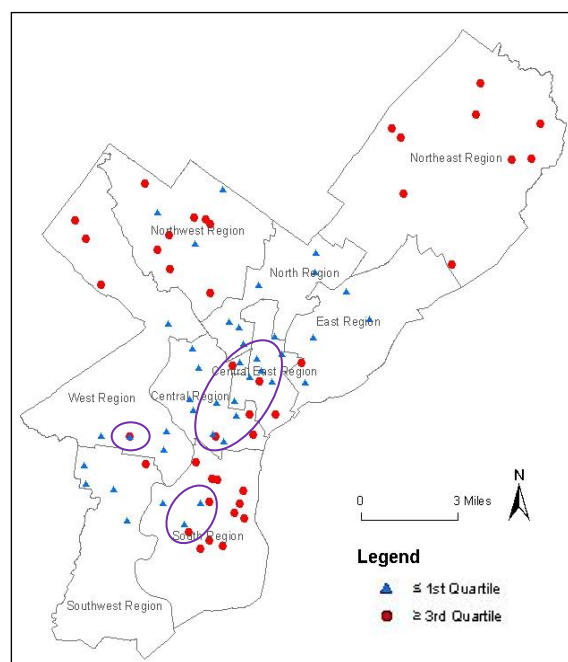 Northeast Region
Northwest Region
North Region
East Region
Central East Region
West Region
Central Region
N
0 3 Miles
South Region
Southwest Region
Legend
≤ 1st Quartile
≥ 3rd Quartile